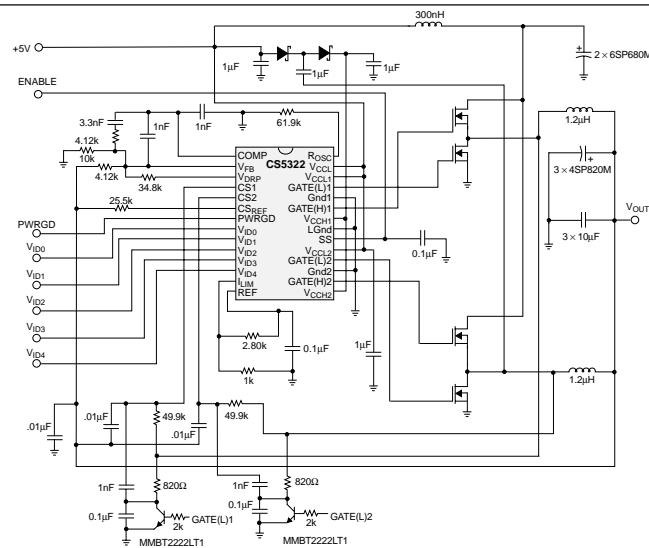 300nH
+5V
1µF
1µF
1µF
2 × 6SP680M
ENABLE
3.3nF
1nF
1nF
61.9k
4.12k
10k
4.12k
34.8k
25.5k
CS5322
COMP
VFB
VDRP
CS1
CS2
CSREF
PWRGD
VID0
VID1
VID2
VID3
VID4
ILIM
REF
ROSC
VCCL
VCCL1
GATE(L)1
Gnd1
GATE(H)1
VCCH1
LGnd
SS
VCCL2
GATE(L)2
Gnd2
GATE(H)2
VCCH2
1.2µH
3 × 4SP820M
VOUT
3 × 10µF
PWRGD
VID0
VID1
VID2
VID3
VID4
0.1µF
2.80k
0.1µF
1k
1µF
1.2µH
.01µF
.01µF
49.9k
.01µF
49.9k
1nF
820Ω
0.1µF
2k
GATE(L)1
MMBT2222LT1
1nF
820Ω
0.1µF
2k
GATE(L)2
MMBT2222LT1